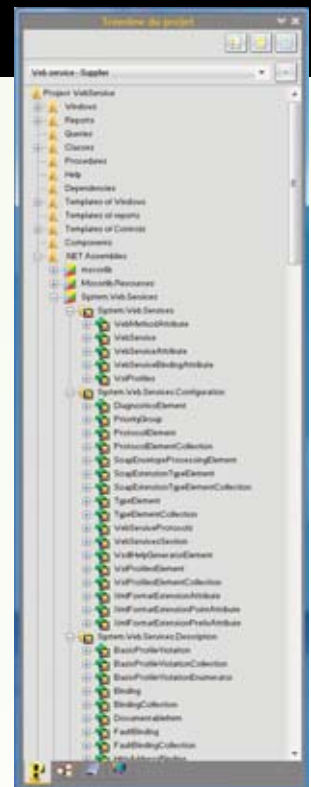 Treeview du projet
Web service - Supplier
Project WebService
Windows
Reports
Queries
Classes
Procedures
Help
Dependencies
Templates of Windows
Templates of reports
Templates of Controls
Components
.NET Assemblies
mscorlib
Mscorlib.Resources
System.Web.Services
System.Web.Services
WebMethodAttribute
WebService
WebServiceAttribute
WebServiceBindingAttribute
WsiProfiles
System.Web.Services.Configuration
DiagnosticsElement
PriorityGroup
ProtocolElement
ProtocolElementCollection
SoapEnvelopeProcessingElement
SoapExtensionTypeElement
SoapExtensionTypeElementCollection
TypeElement
TypeElementCollection
WebServiceProtocols
WebServicesSection
WsdlHelpGeneratorElement
WsiProfilesElement
WsiProfilesElementCollection
XmlFormatExtensionAttribute
XmlFormatExtensionPointAttribute
XmlFormatExtensionPrefixAttribute
System.Web.Services.Description
BasicProfileViolation
BasicProfileViolationCollection
BasicProfileViolationEnumerator
Binding
BindingCollection
DocumentableItem
FaultBinding
FaultBindingCollection
HttpAddressBinding